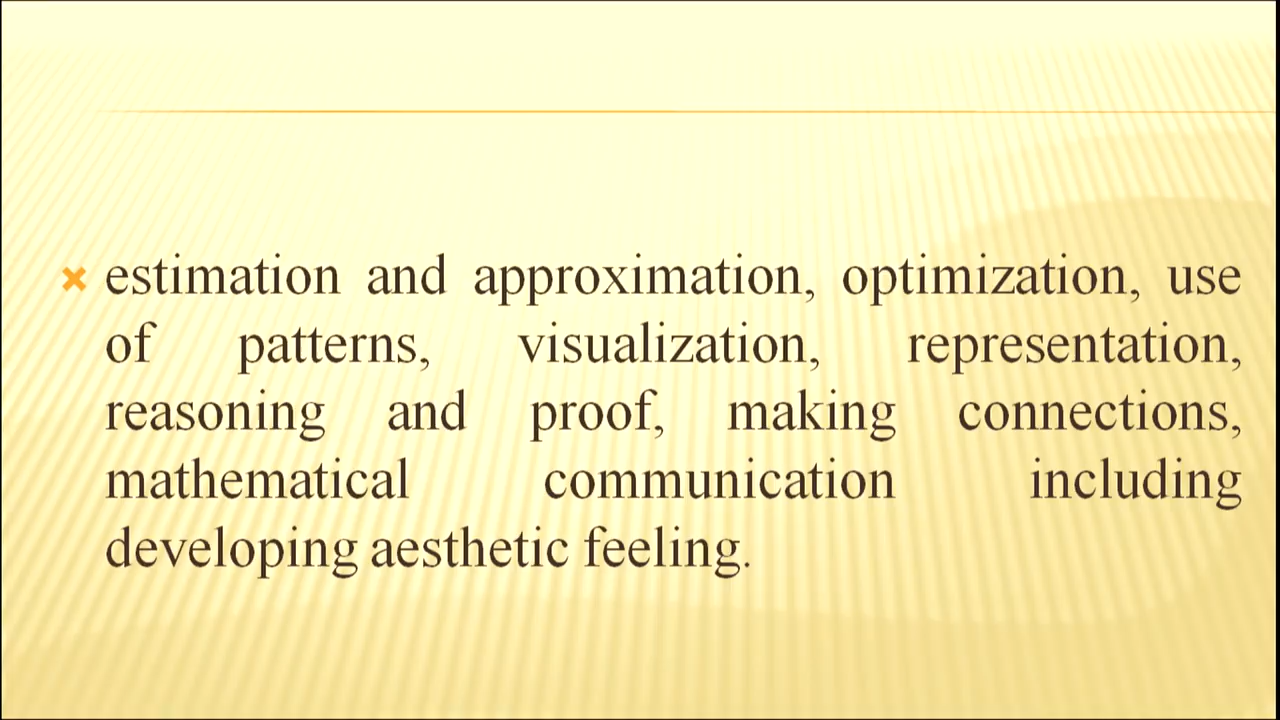 estimation and approximation, optimization, use
of patterns, visualization, representation,
reasoning and proof, making connections,
mathematical communication including
developing aesthetic feeling.